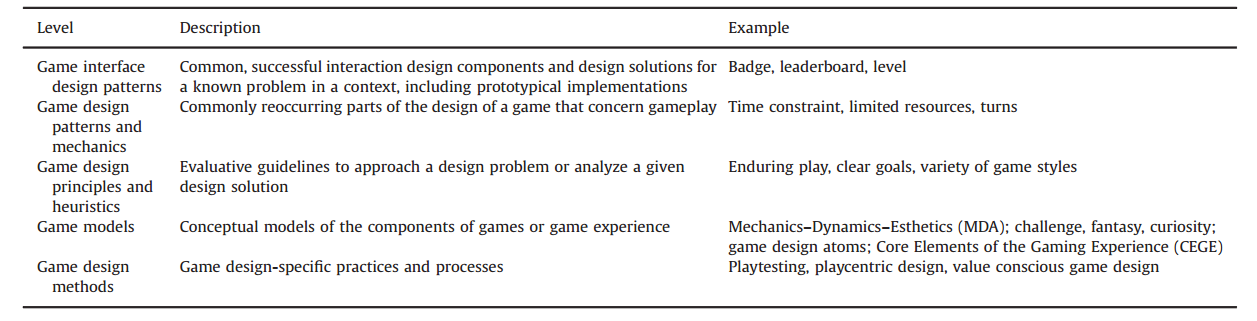 Level Description Example
Game interface Common, successful interaction design components and design solutions for Badge, leaderboard, level
design patterns a known problem in a context, including prototypical implementations
Game design Commonly reoccurring parts of the design of a game that concern gameplay Time constraint, limited resources, turns
patterns and
mechanics
Game design Evaluative guidelines to approach a design problem or analyze a given Enduring play, clear goals, variety of game styles
principles and design solution
heuristics
Game models Conceptual models of the components of games or game experience Mechanics–Dynamics–Esthetics (MDA); challenge, fantasy, curiosity;
game design atoms; Core Elements of the Gaming Experience (CEGE)
Game design Game design-specific practices and processes Playtesting, playcentric design, value conscious game design
methods